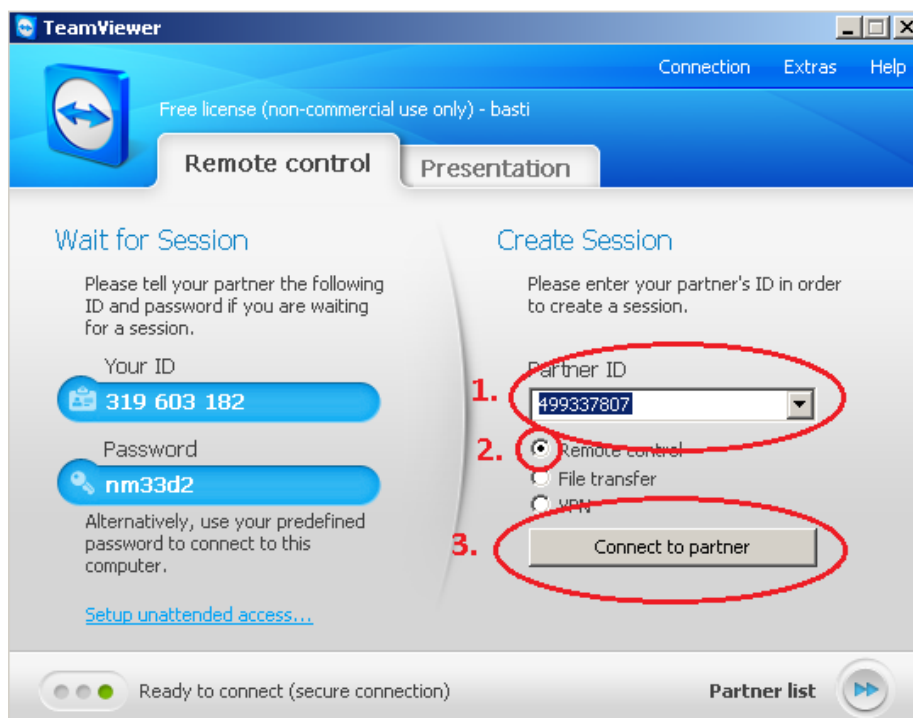 TeamViewer
Connection Extras Help
Free license (non-commercial use only) - basti
Remote control
Presentation
Wait for Session
Please tell your partner the following
ID and password if you are waiting
for a session.
Your ID
319 603 182
Password
nm33d2
Alternatively, use your predefined
password to connect to this
computer.
Setup unattended access...
Create Session
Please enter your partner's ID in order
to create a session.
Partner ID
1. 499337807
2. Remote control
File transfer
VPN
3. Connect to partner
Ready to connect (secure connection)
Partner list